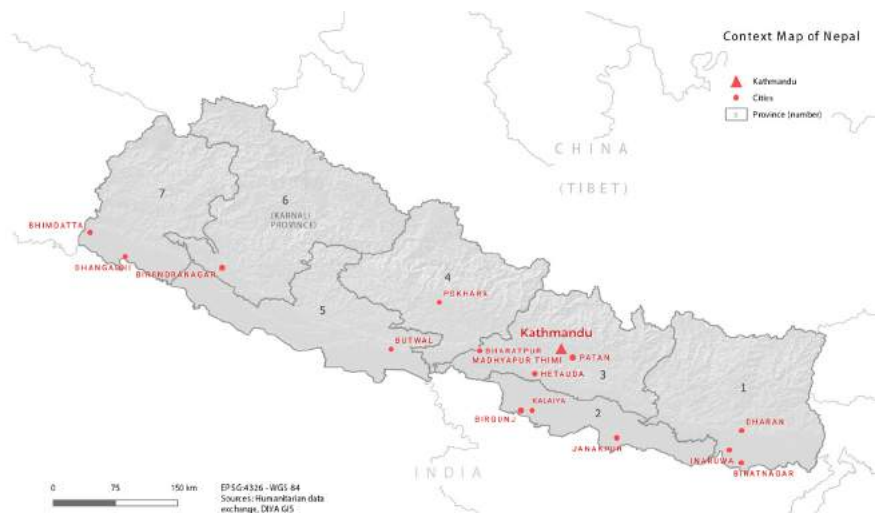 Context Map of Nepal
Kathmandu
Cities
Province (namber)
CHINA
(TIBET)
7
6
(KARNALI
PROVINCE)
BHIMDATTA
DHANGADHI
BIRENDRANAGAR
4
POKHARA
5
Kathmandu
BUTWAL
BHARATPUR
PATAN
MADHYAPUR THIMI
HETAUDA
3
1
KALAIYA
BIRGUNJ
2
DHARAN
JANAKPUR
INARUWA
BIRATNAGAR
INDIA
0 75 150 km
EPSG:4326 - WGS-84
Sources: Humanitarian data
exchange, DIVA GIS